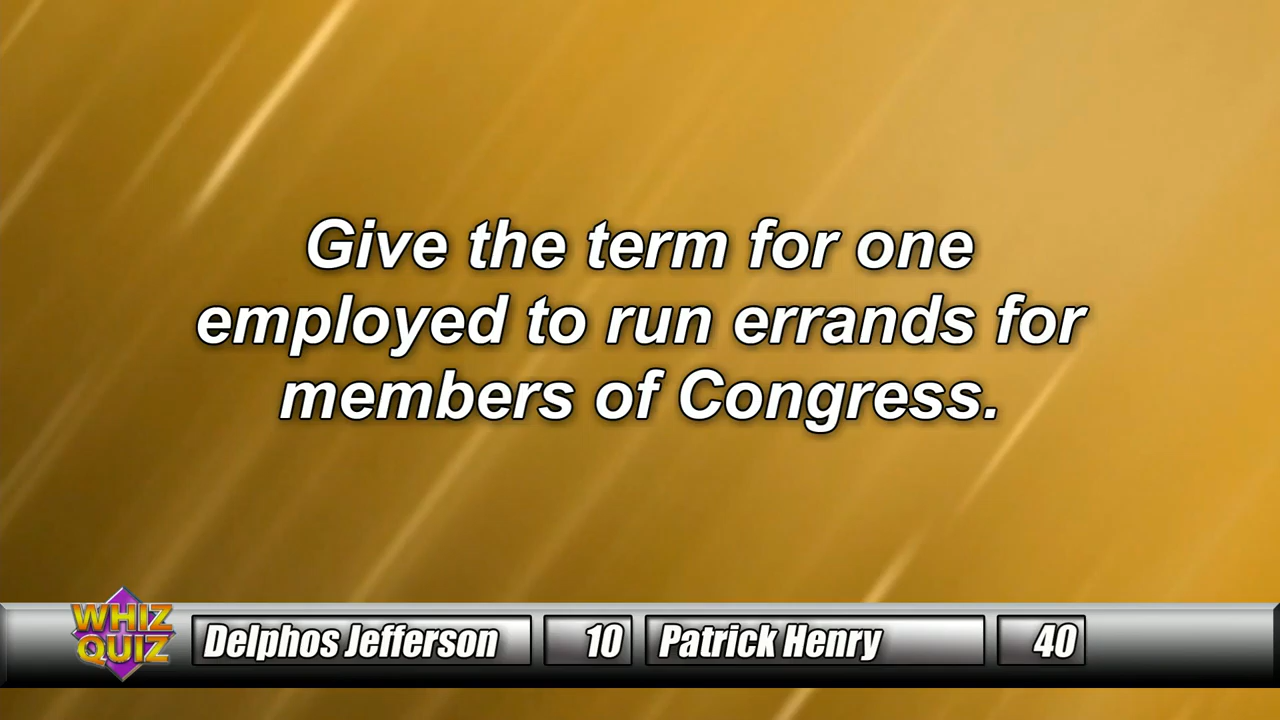 Give the term for one
employed to run errands for
members of Congress.
WHIZ
QUIZ
Delphos Jefferson 10 Patrick Henry 40